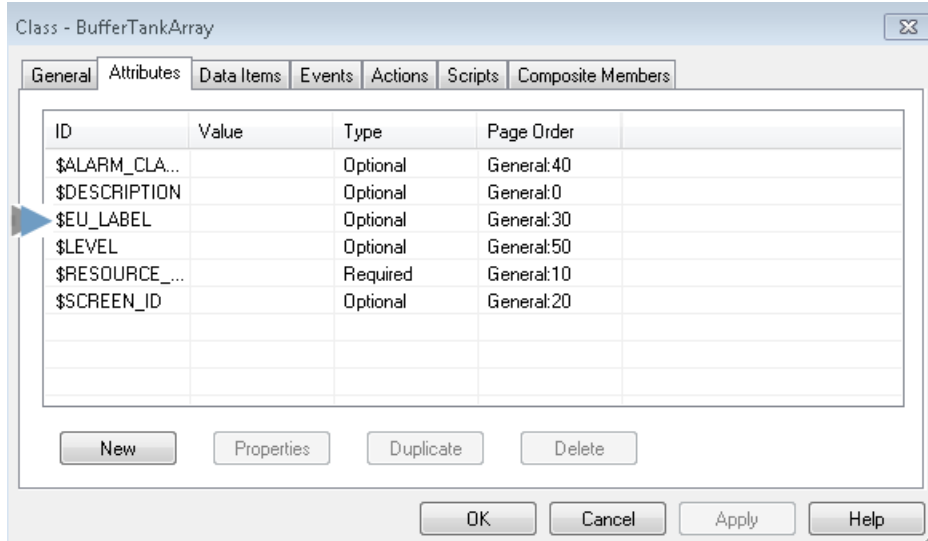 Class - BufferTankArray
General Attributes Data Items Events Actions Scripts Composite Members
ID Value Type Page Order
$ALARM_CLA... Optional General:40
$DESCRIPTION Optional General:0
$EU_LABEL Optional General:30
$LEVEL Optional General:50
$RESOURCE_... Required General:10
$SCREEN_ID Optional General:20
New Properties Duplicate Delete
OK Cancel Apply Help